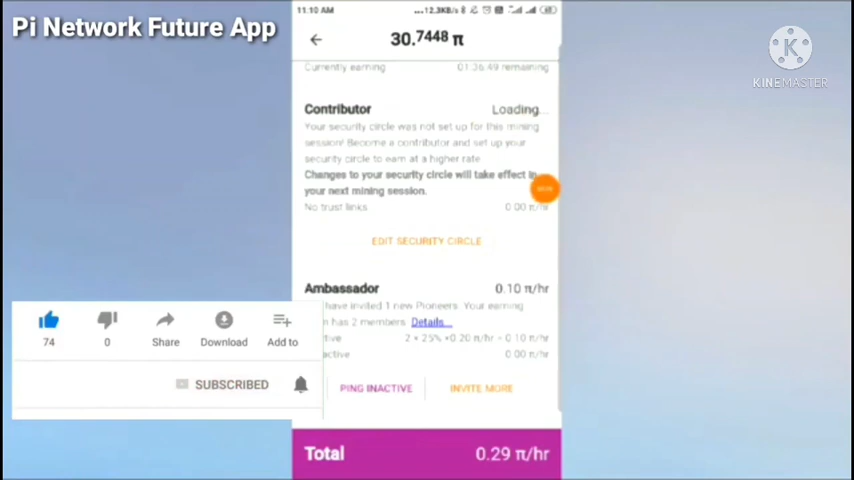 Pi Network Future App
11:10 AM
...12.3KB/s
30.7448 π
KINEMASTER
Currently earning 01:36:49 remaining
Contributor Loading...
Your security circle was not set up for this mining
session! Become a contributor and set up your
security circle to earn at a higher rate
Changes to your security circle will take effect in
your next mining session.
No trust links 0.00 π/hr
EDIT SECURITY CIRCLE
Ambassador 0.10 π/hr
have invited 1 new Pioneers. Your earning
has 2 members. Details...
2 × 25% ×0.20 π/hr = 0.10 π/hr
active 0.00 π/hr
74
0
Share
Download
Add to
SUBSCRIBED
PING INACTIVE
INVITE MORE
Total 0.29 π/hr